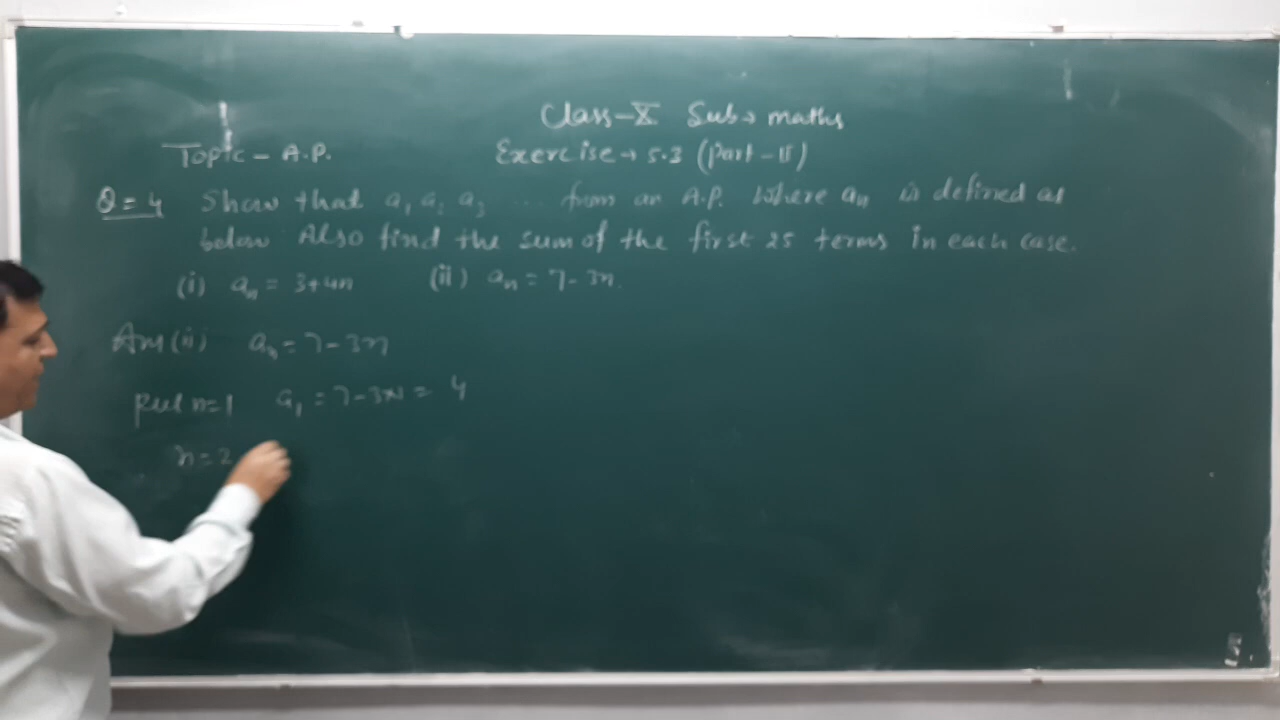 Class-X Sub→ maths
Topic - A.P. Exercise → 5.3 (Part-II)
Q=4 Show that a₁ a₂ a₃ ... from an A.P. Where aₙ is defined as
below Also find the sum of the first 25 terms in each case.
(i) aₙ = 3+4n (ii) aₙ = 7-3n.
Ans (ii) aₙ = 7-3n
put n=1 a₁ = 7-3×1 = 4
n=2